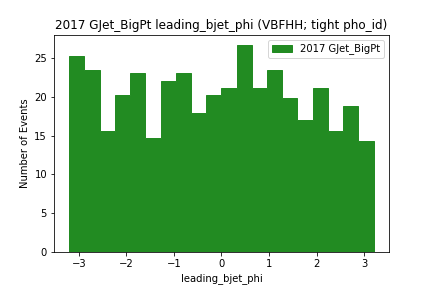 2017 GJet_BigPt leading_bjet_phi (VBFHH; tight pho_id)
2017 GJet_BigPt
Number of Events
25
20
15
10
5
0
−3 −2 −1 0 1 2 3
leading_bjet_phi